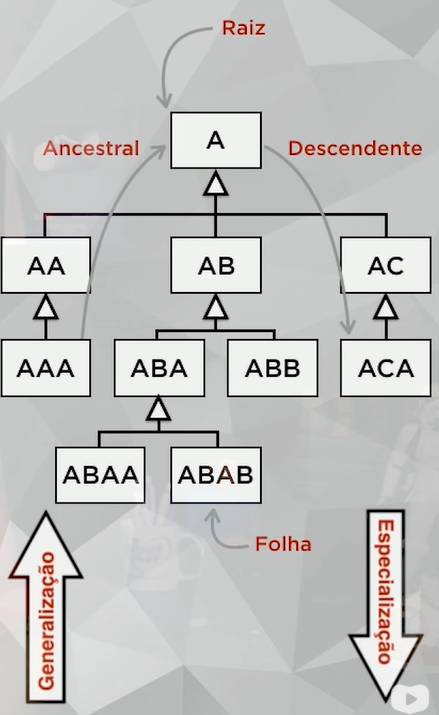 Raiz
Ancestral
A
Descendente
AA
AB
AC
AAA
ABA
ABB
ACA
ABAA
ABAB
Folha
Generalização
Especialização